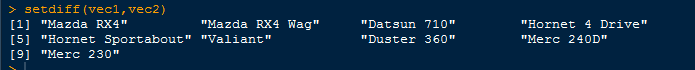 > setdiff(vec1,vec2)
[1] "Mazda RX4"         "Mazda RX4 Wag"     "Datsun 710"        "Hornet 4 Drive"
[5] "Hornet Sportabout" "Valiant"           "Duster 360"        "Merc 240D"
[9] "Merc 230"
>